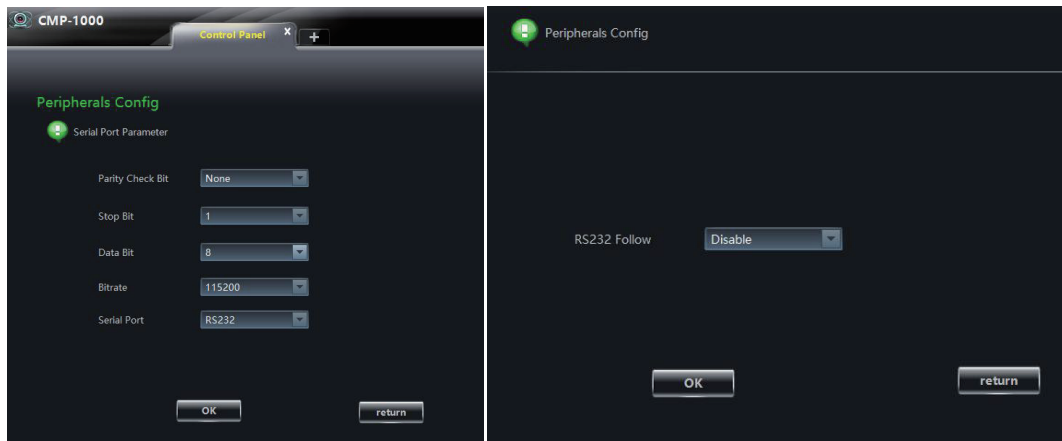 CMP-1000
Control Panel X +
Peripherals Config
Serial Port Parameter
Parity Check Bit None
Stop Bit 1
Data Bit 8
Bitrate 115200
Serial Port RS232
OK return
Peripherals Config
RS232 Follow Disable
OK return